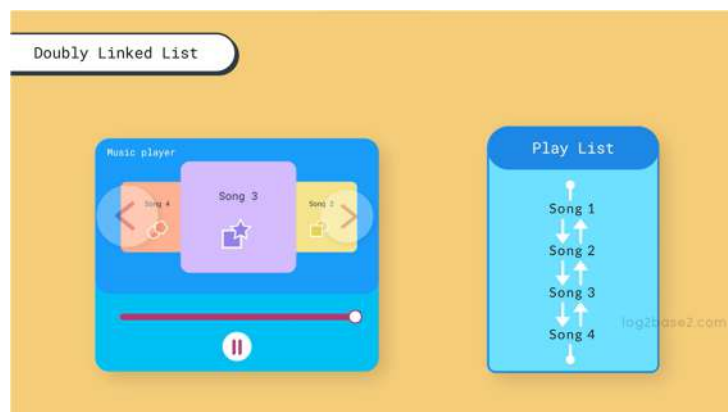 Doubly Linked List
Music player
Song 4
Song 3
Song 2
Play List
Song 1
Song 2
Song 3
Song 4
log2base2.com